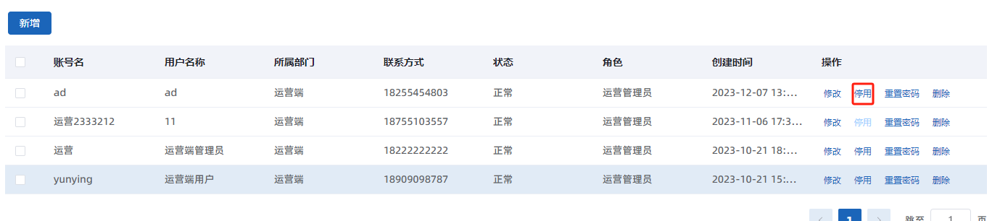 新增
账号名 用户名称 所属部门 联系方式 状态 角色 创建时间 操作
ad ad 运营端 18255454803 正常 运营管理员 2023-12-07 13:... 修改 停用 重置密码 删除
运营2333212 11 运营端 18755103557 正常 运营管理员 2023-11-06 17:3... 修改 停用 重置密码 删除
运营 运营端管理员 运营端 18222222222 正常 运营管理员 2023-10-21 18:... 修改 停用 重置密码 删除
yunying 运营端用户 运营端 18909098787 正常 运营管理员 2023-10-21 15:... 修改 停用 重置密码 删除
< 1 > 跳至 1 页